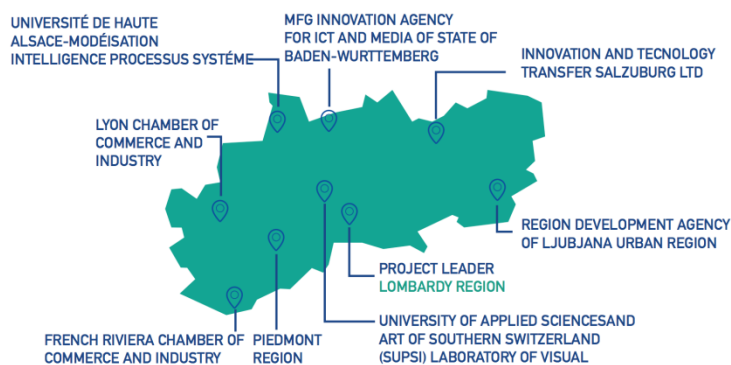 UNIVERSITÉ DE HAUTE
ALSACE-MODÉISATION
INTELLIGENCE PROCESSUS SYSTÉME
MFG INNOVATION AGENCY
FOR ICT AND MEDIA OF STATE OF
BADEN-WURTTEMBERG
INNOVATION AND TECNOLOGY
TRANSFER SALZUBURG LTD
LYON CHAMBER OF
COMMERCE AND
INDUSTRY
REGION DEVELOPMENT AGENCY
OF LJUBJANA URBAN REGION
PROJECT LEADER
LOMBARDY REGION
UNIVERSITY OF APPLIED SCIENCESAND
ART OF SOUTHERN SWITZERLAND
(SUPSI) LABORATORY OF VISUAL
FRENCH RIVIERA CHAMBER OF
COMMERCE AND INDUSTRY
PIEDMONT
REGION